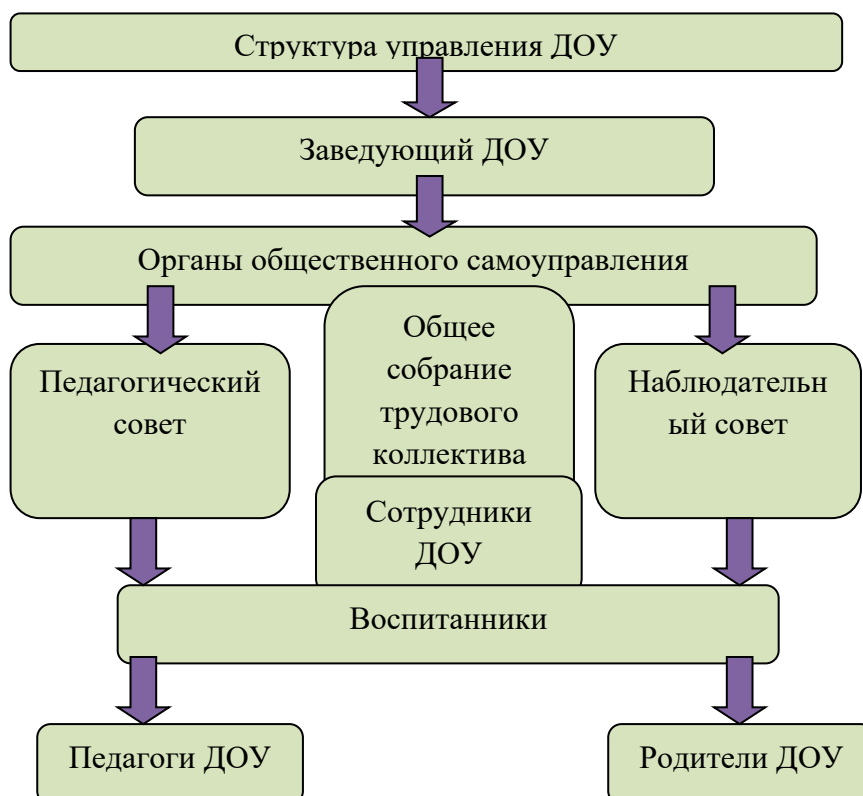 Структура управления ДОУ
Заведующий ДОУ
Органы общественного самоуправления
Педагогический
совет
Общее
собрание
трудового
коллектива
Наблюдательн
ый совет
Сотрудники
ДОУ
Воспитанники
Педагоги ДОУ
Родители ДОУ